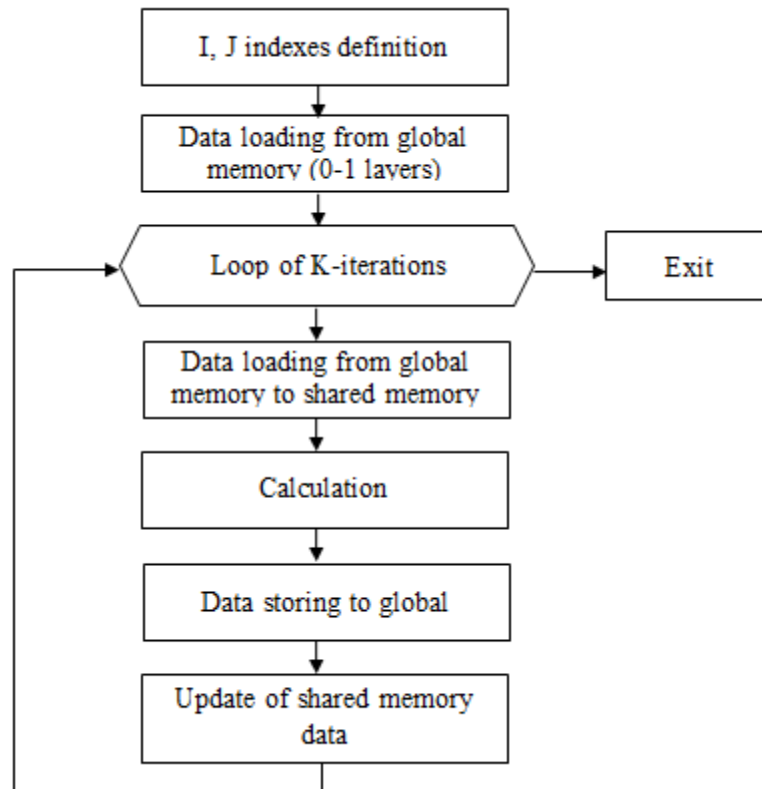 I, J indexes definition
Data loading from global
memory (0-1 layers)
Loop of K-iterations
Exit
Data loading from global
memory to shared memory
Calculation
Data storing to global
Update of shared memory
data